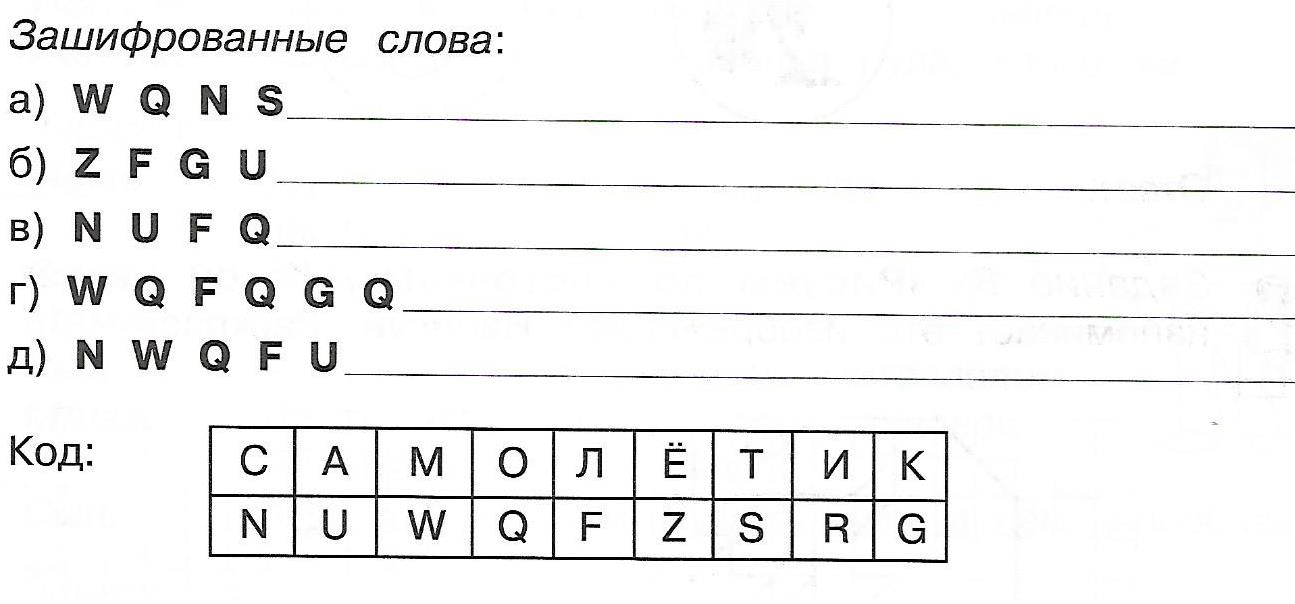 Зашифрованные слова:
а) W Q N S
б) Z F G U
в) N U F Q
г) W Q F Q G Q
д) N W Q F U
Код:
С А М О Л Ё Т И К
N U W Q F Z S R G